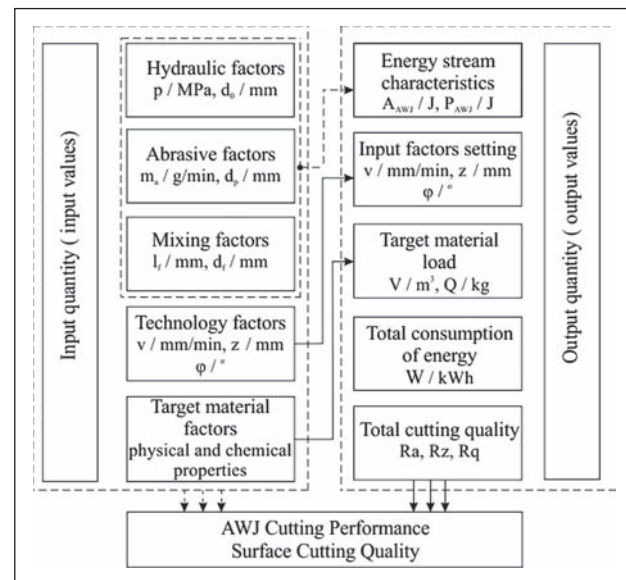 Input quantity ( input values)
Hydraulic factors
p / MPa, d₀ / mm
Abrasive factors
mₐ / g/min, dₚ / mm
Mixing factors
l_f / mm, d_f / mm
Technology factors
v / mm/min, z / mm
φ / °
Target material
factors
physical and chemical
properties
Energy stream
characteristics
A_AWJ / J, P_AWJ / J
Input factors setting
v / mm/min, z / mm
φ / °
Target material
load
V / m³, Q / kg
Total consumption
of energy
W / kWh
Total cutting quality
Ra, Rz, Rq
Output quantity ( output values)
AWJ Cutting Performance
Surface Cutting Quality